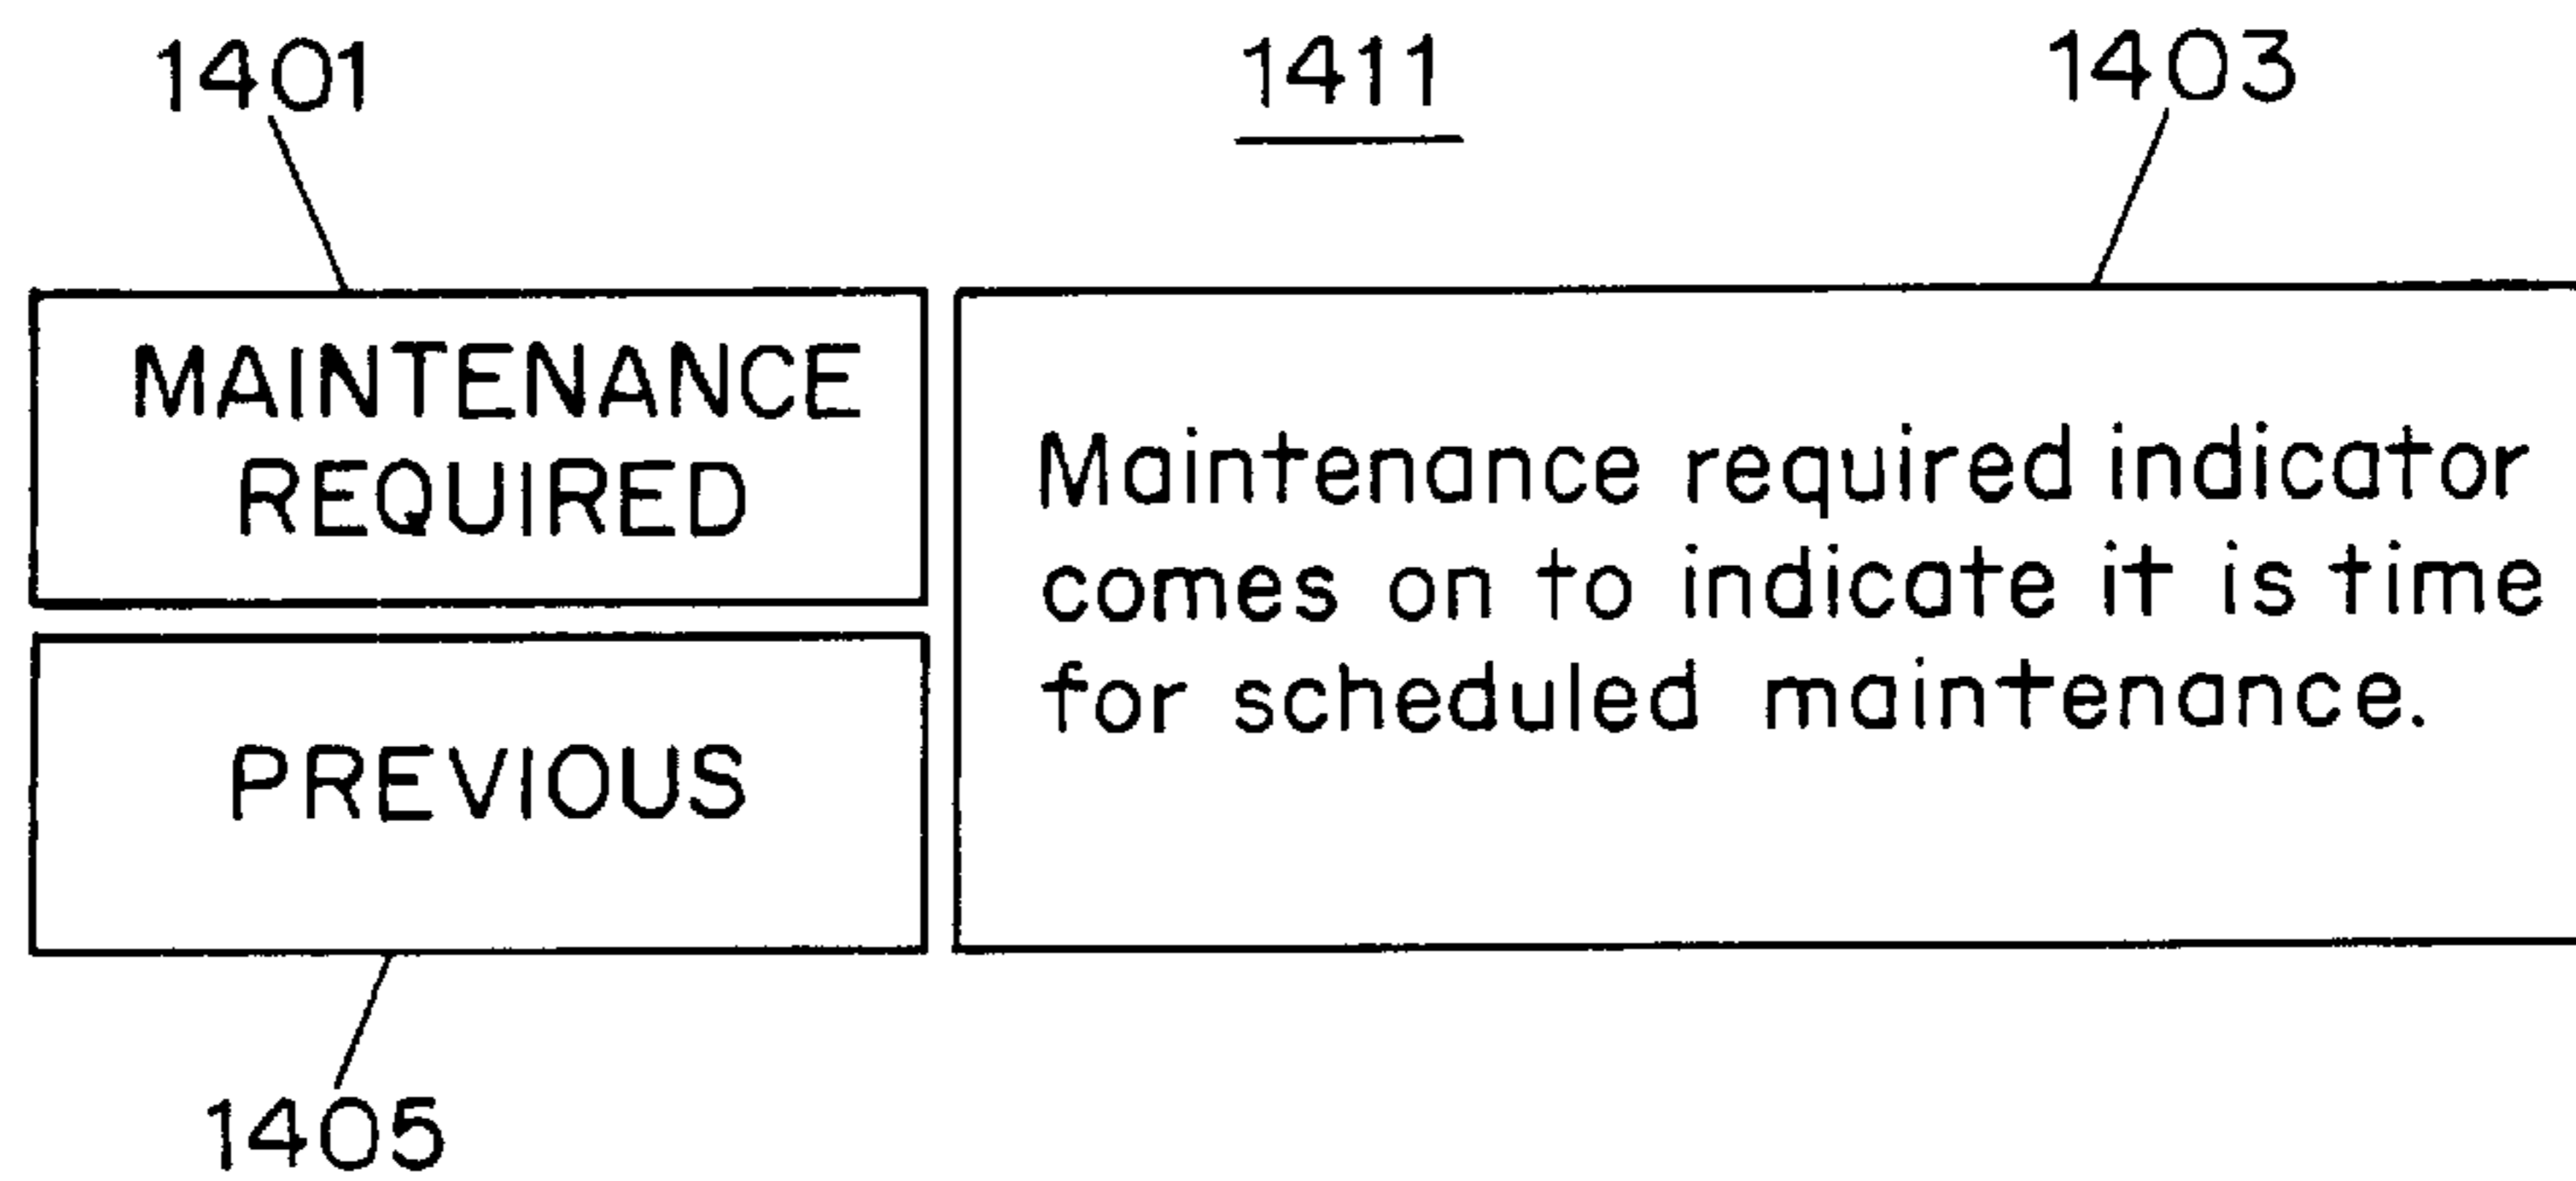 1401
1411
1403
MAINTENANCE
REQUIRED
Maintenance required indicator
comes on to indicate it is time
for scheduled maintenance.
PREVIOUS
1405